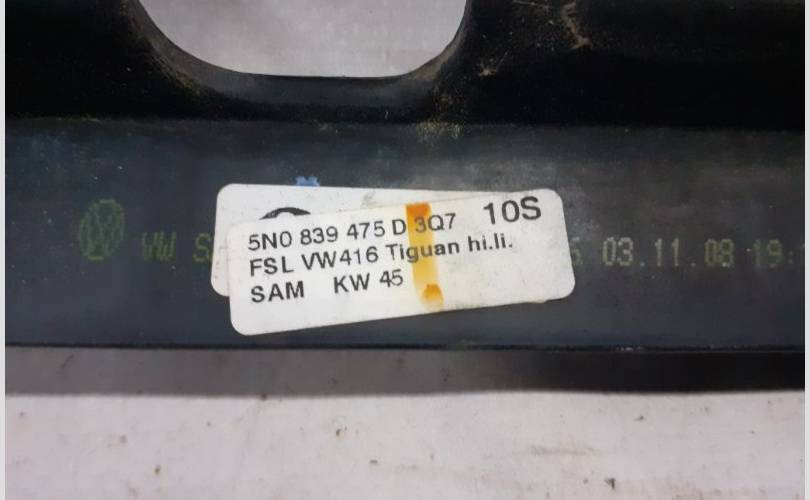 5N0 839 475 D 3Q7 10S
FSL VW416 Tiguan hi.li.
SAM KW 45
VW 03.11.08 19: